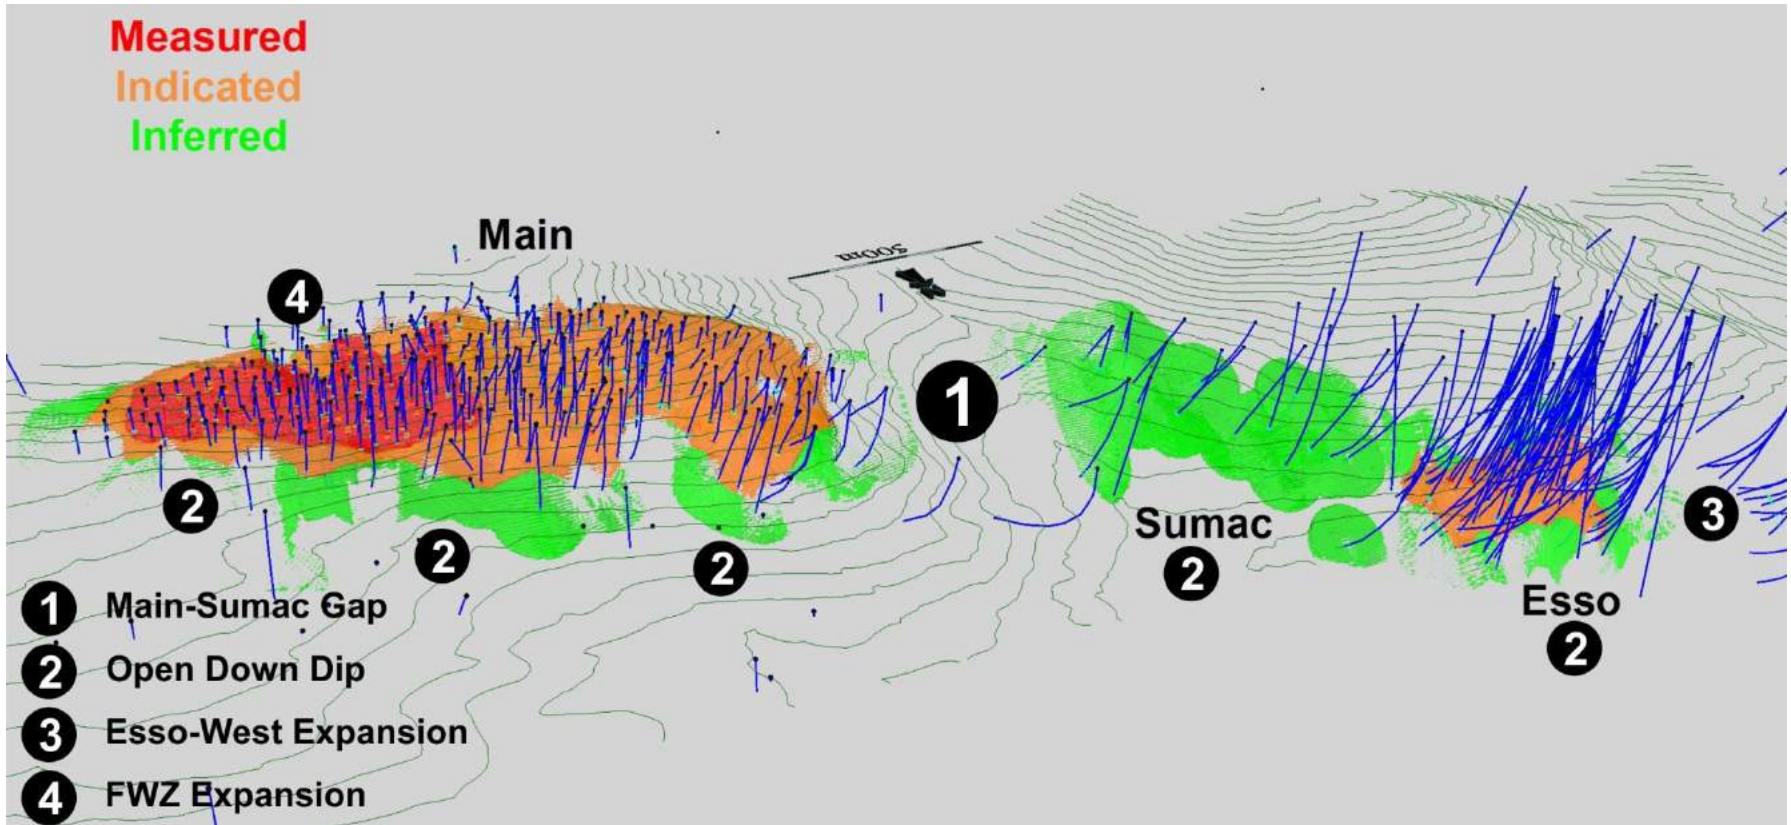 Measured
Indicated
Inferred
Main
500m
4
1
2
2
2
Sumac
2
3
Esso
2
1 Main-Sumac Gap
2 Open Down Dip
3 Esso-West Expansion
4 FWZ Expansion